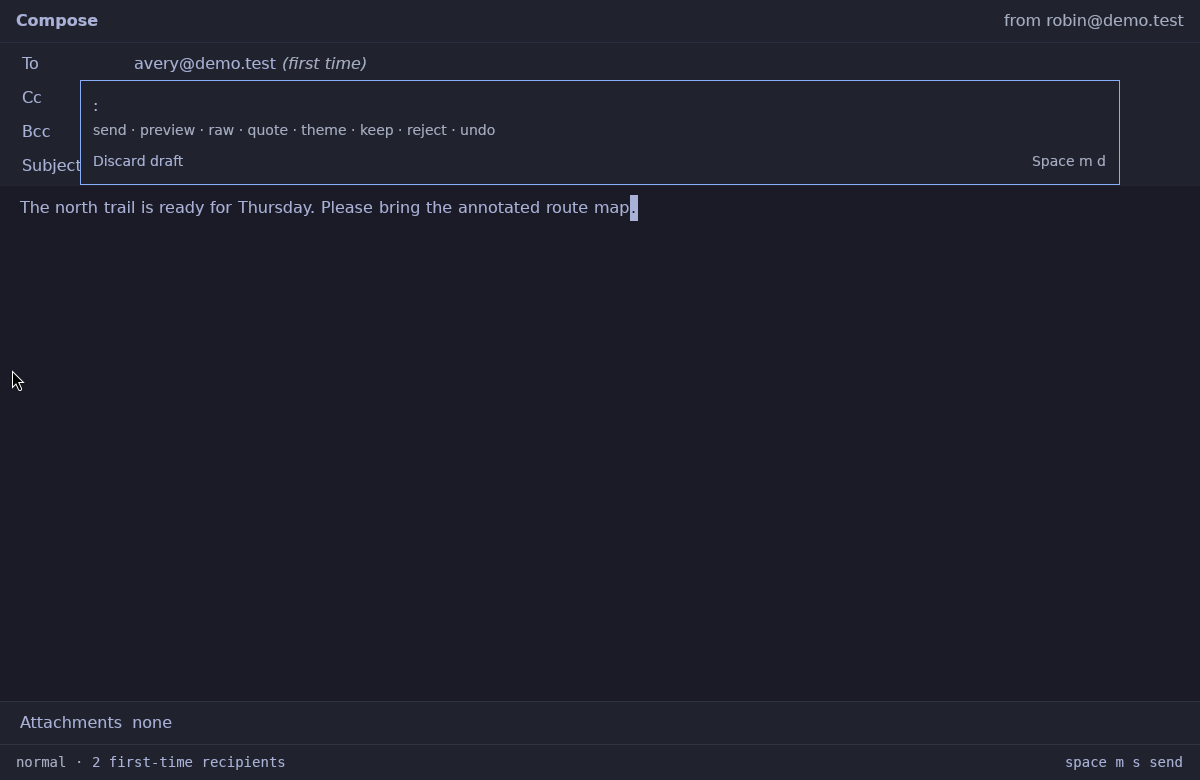 Compose from robin@demo.test
To avery@demo.test (first time)
Cc
:
Bcc
send · preview · raw · quote · theme · keep · reject · undo
Subject
Discard draft Space m d
The north trail is ready for Thursday. Please bring the annotated route map.
Attachments none
normal · 2 first-time recipients space m s send